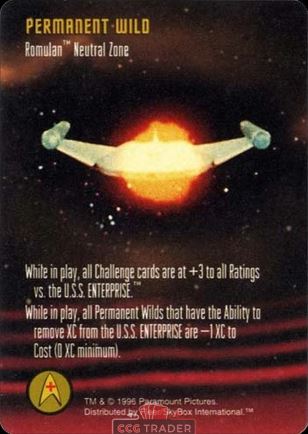 PERMANENT WILD
Romulan™ Neutral Zone
While in play, all Challenge cards are at +3 to all Ratings
vs. the U.S.S. ENTERPRISE.™
While in play, all Permanent Wilds that have the Ability to
remove XC from the U.S.S. ENTERPRISE are –1 XC to
Cost (0 XC minimum).
TM & © 1996 Paramount Pictures.
Distributed by SkyBox International.™
CCG TRADER